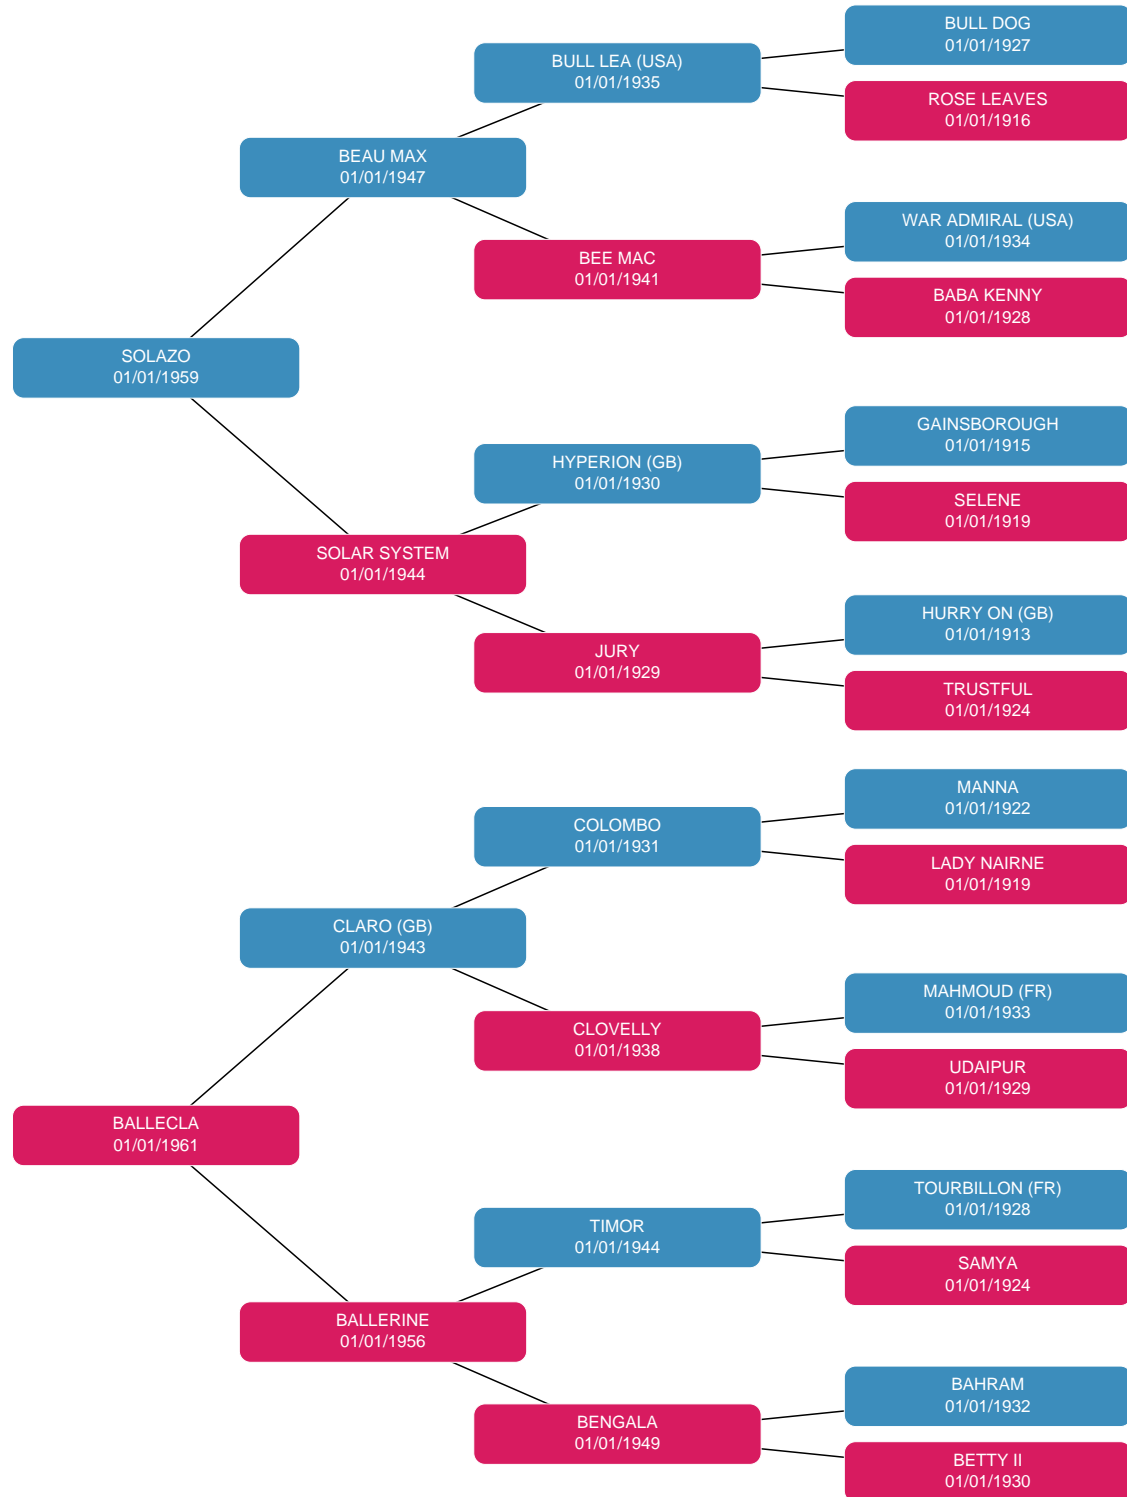 BULL DOG
01/01/1927
BULL LEA (USA)
01/01/1935
ROSE LEAVES
01/01/1916
BEAU MAX
01/01/1947
WAR ADMIRAL (USA)
01/01/1934
BEE MAC
01/01/1941
BABA KENNY
01/01/1928
SOLAZO
01/01/1959
GAINSBOROUGH
01/01/1915
HYPERION (GB)
01/01/1930
SELENE
01/01/1919
SOLAR SYSTEM
01/01/1944
HURRY ON (GB)
01/01/1913
JURY
01/01/1929
TRUSTFUL
01/01/1924
MANNA
01/01/1922
COLOMBO
01/01/1931
LADY NAIRNE
01/01/1919
CLARO (GB)
01/01/1943
MAHMOUD (FR)
01/01/1933
CLOVELLY
01/01/1938
UDAIPUR
01/01/1929
BALLECLA
01/01/1961
TOURBILLON (FR)
01/01/1928
TIMOR
01/01/1944
SAMYA
01/01/1924
BALLERINE
01/01/1956
BAHRAM
01/01/1932
BENGALA
01/01/1949
BETTY II
01/01/1930